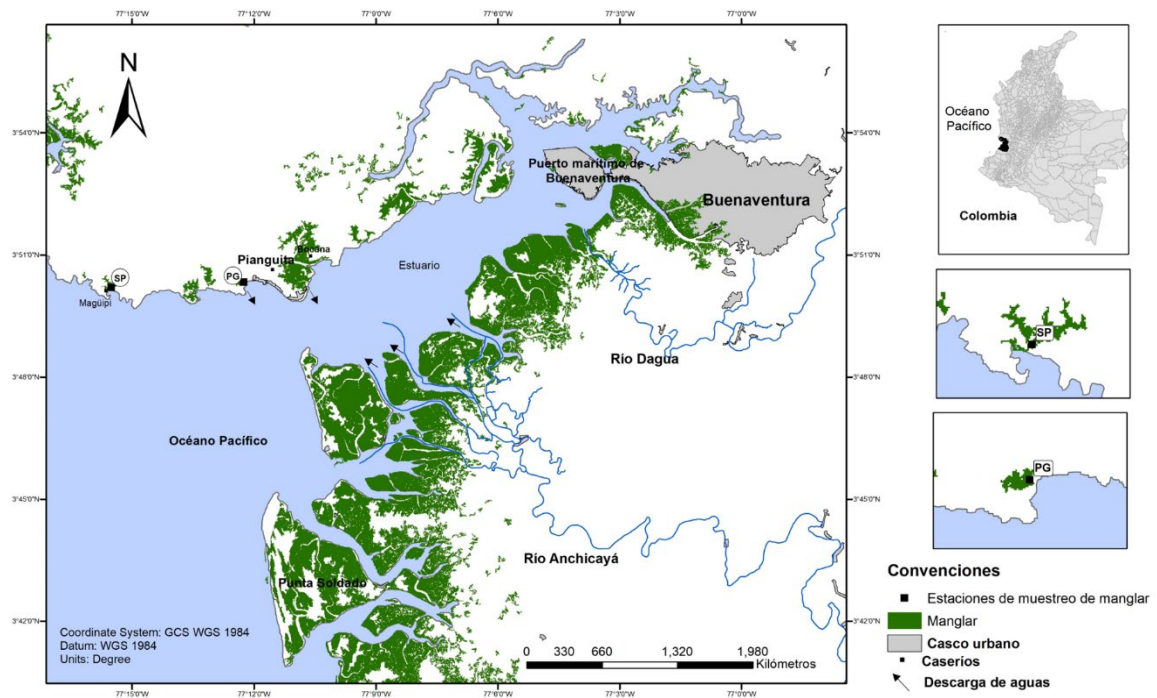 77°15'0"W 77°12'0"W 77°9'0"W 77°6'0"W 77°3'0"W 77°0'0"W
N
3°54'0"N
3°51'0"N
3°48'0"N
3°45'0"N
3°42'0"N
Puerto marítimo de
Buenaventura
Buenaventura
Bocana
Pianguita
Estuario
SP
PG
Magüipi
Río Dagua
Océano Pacífico
Río Anchicayá
Punta Soldado
Coordinate System: GCS WGS 1984
Datum: WGS 1984
Units: Degree
0 330 660 1,320 1,980
Kilómetros
3°54'0"N
3°51'0"N
3°48'0"N
3°45'0"N
3°42'0"N
77°15'0"W 77°12'0"W 77°9'0"W 77°6'0"W 77°3'0"W 77°0'0"W
Océano
Pacífico
Colombia
SP
PG
Convenciones
Estaciones de muestreo de manglar
Manglar
Casco urbano
Caseríos
Descarga de aguas